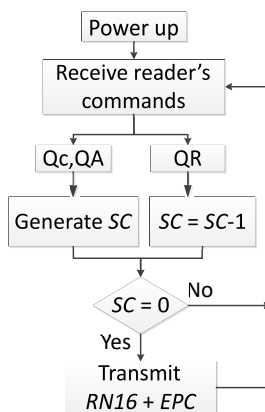 Power up
Receive reader's
commands
Qc,QA
QR
Generate SC
SC = SC-1
SC = 0
No
Yes
Transmit
RN16 + EPC